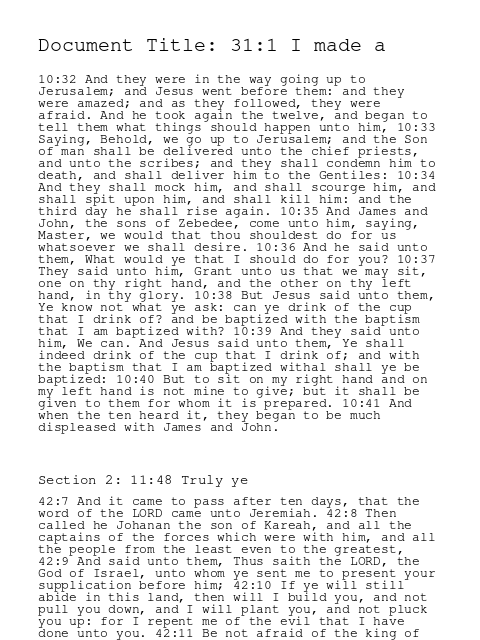 Document Title: 31:1 I made a
10:32 And they were in the way going up to
Jerusalem; and Jesus went before them: and they
were amazed; and as they followed, they were
afraid. And he took again the twelve, and began to
tell them what things should happen unto him, 10:33
Saying, Behold, we go up to Jerusalem; and the Son
of man shall be delivered unto the chief priests,
and unto the scribes; and they shall condemn him to
death, and shall deliver him to the Gentiles: 10:34
And they shall mock him, and shall scourge him, and
shall spit upon him, and shall kill him: and the
third day he shall rise again. 10:35 And James and
John, the sons of Zebedee, come unto him, saying,
Master, we would that thou shouldest do for us
whatsoever we shall desire. 10:36 And he said unto
them, What would ye that I should do for you? 10:37
They said unto him, Grant unto us that we may sit,
one on thy right hand, and the other on thy left
hand, in thy glory. 10:38 But Jesus said unto them,
Ye know not what ye ask: can ye drink of the cup
that I drink of? and be baptized with the baptism
that I am baptized with? 10:39 And they said unto
him, We can. And Jesus said unto them, Ye shall
indeed drink of the cup that I drink of; and with
the baptism that I am baptized withal shall ye be
baptized: 10:40 But to sit on my right hand and on
my left hand is not mine to give; but it shall be
given to them for whom it is prepared. 10:41 And
when the ten heard it, they began to be much
displeased with James and John.
Section 2: 11:48 Truly ye
42:7 And it came to pass after ten days, that the
word of the LORD came unto Jeremiah. 42:8 Then
called he Johanan the son of Kareah, and all the
captains of the forces which were with him, and all
the people from the least even to the greatest,
42:9 And said unto them, Thus saith the LORD, the
God of Israel, unto whom ye sent me to present your
supplication before him; 42:10 If ye will still
abide in this land, then will I build you, and not
pull you down, and I will plant you, and not pluck
you up: for I repent me of the evil that I have
done unto you. 42:11 Be not afraid of the king of